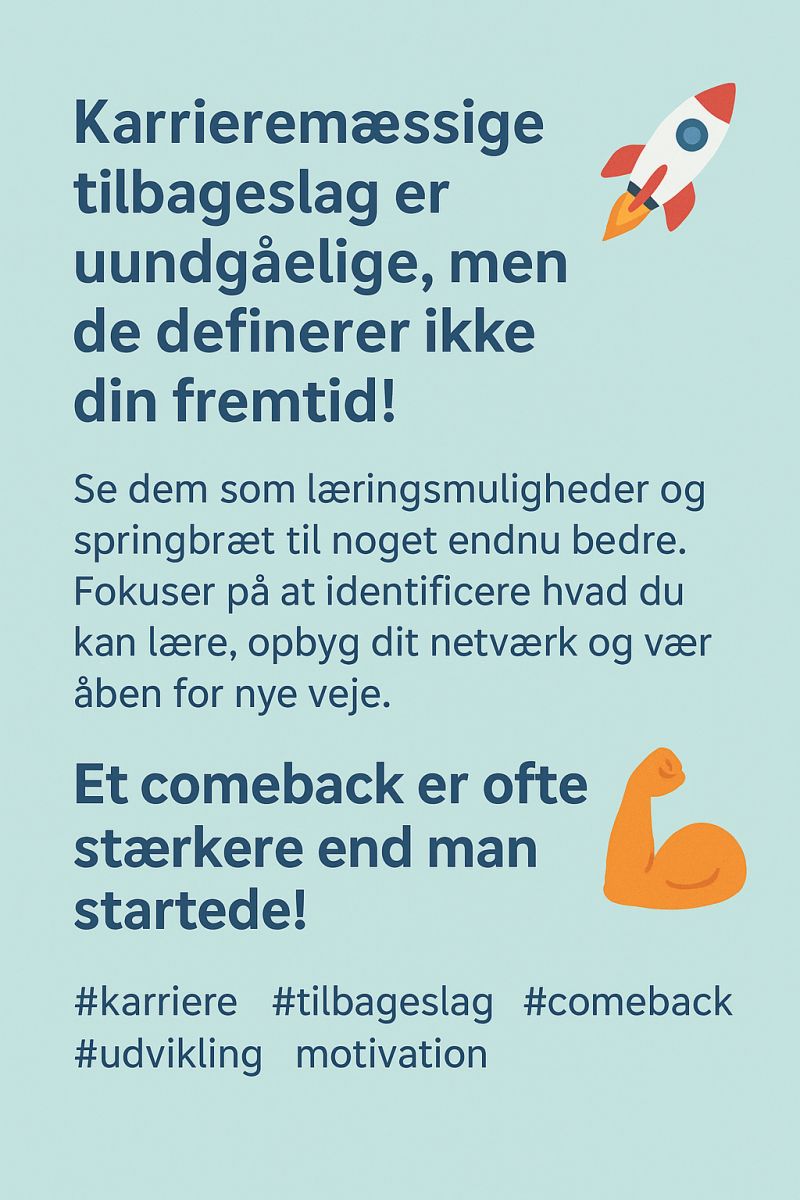 Karrieremæssige
tilbageslag er
uundgåelige, men
de definerer ikke
din fremtid!
Se dem som læringsmuligheder og
springbræt til noget endnu bedre.
Fokuser på at identificere hvad du
kan lære, opbyg dit netværk og vær
åben for nye veje.
Et comeback er ofte
stærkere end man
startede!
#karriere #tilbageslag #comeback
#udvikling motivation